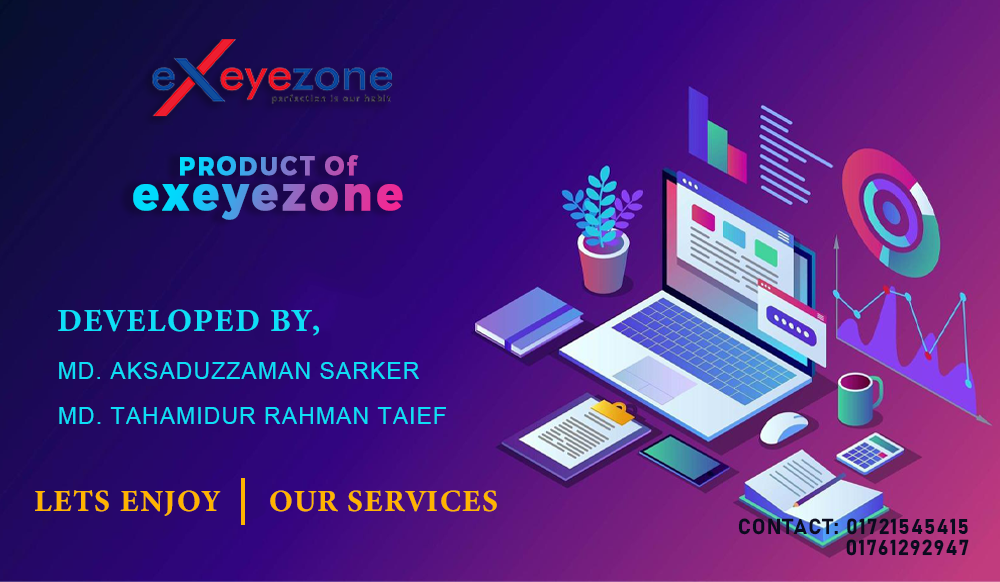 eXeyezone
perfection is our habit
PRODUCT Of
exeyezone
DEVELOPED BY,
MD. AKSADUZZAMAN SARKER
MD. TAHAMIDUR RAHMAN TAIEF
LETS ENJOY | OUR SERVICES
CONTACT: 01721545415
01761292947